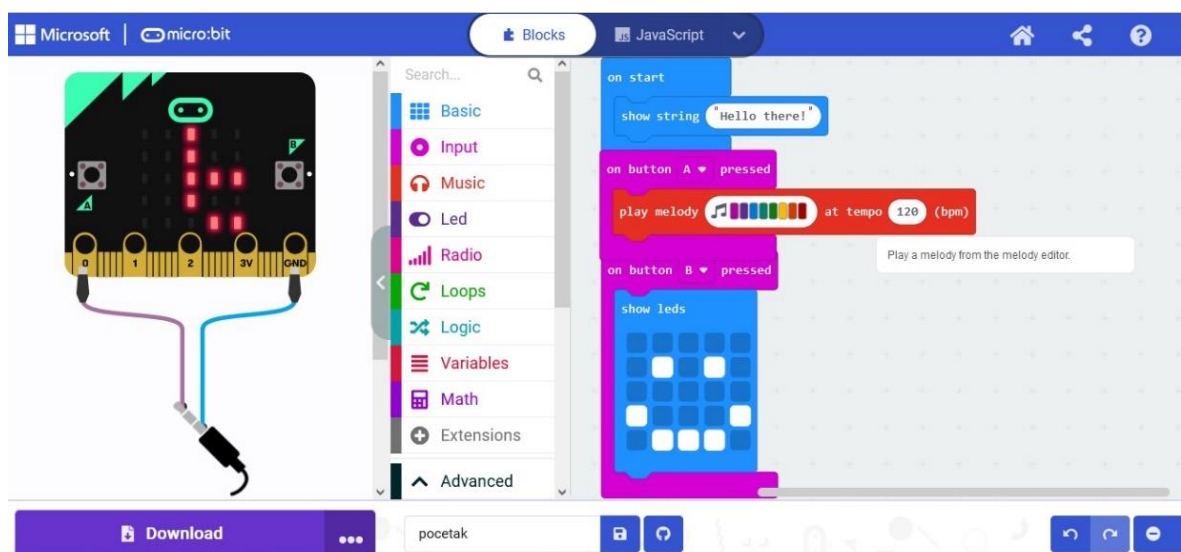 Microsoft | micro:bit
Blocks
JS JavaScript
B
A
0 1 2 3V GND
Search...
Basic
Input
Music
Led
Radio
Loops
Logic
Variables
Math
Extensions
Advanced
on start
show string "Hello there!"
on button A pressed
play melody at tempo 120 (bpm)
Play a melody from the melody editor.
on button B pressed
show leds
Download
pocetak